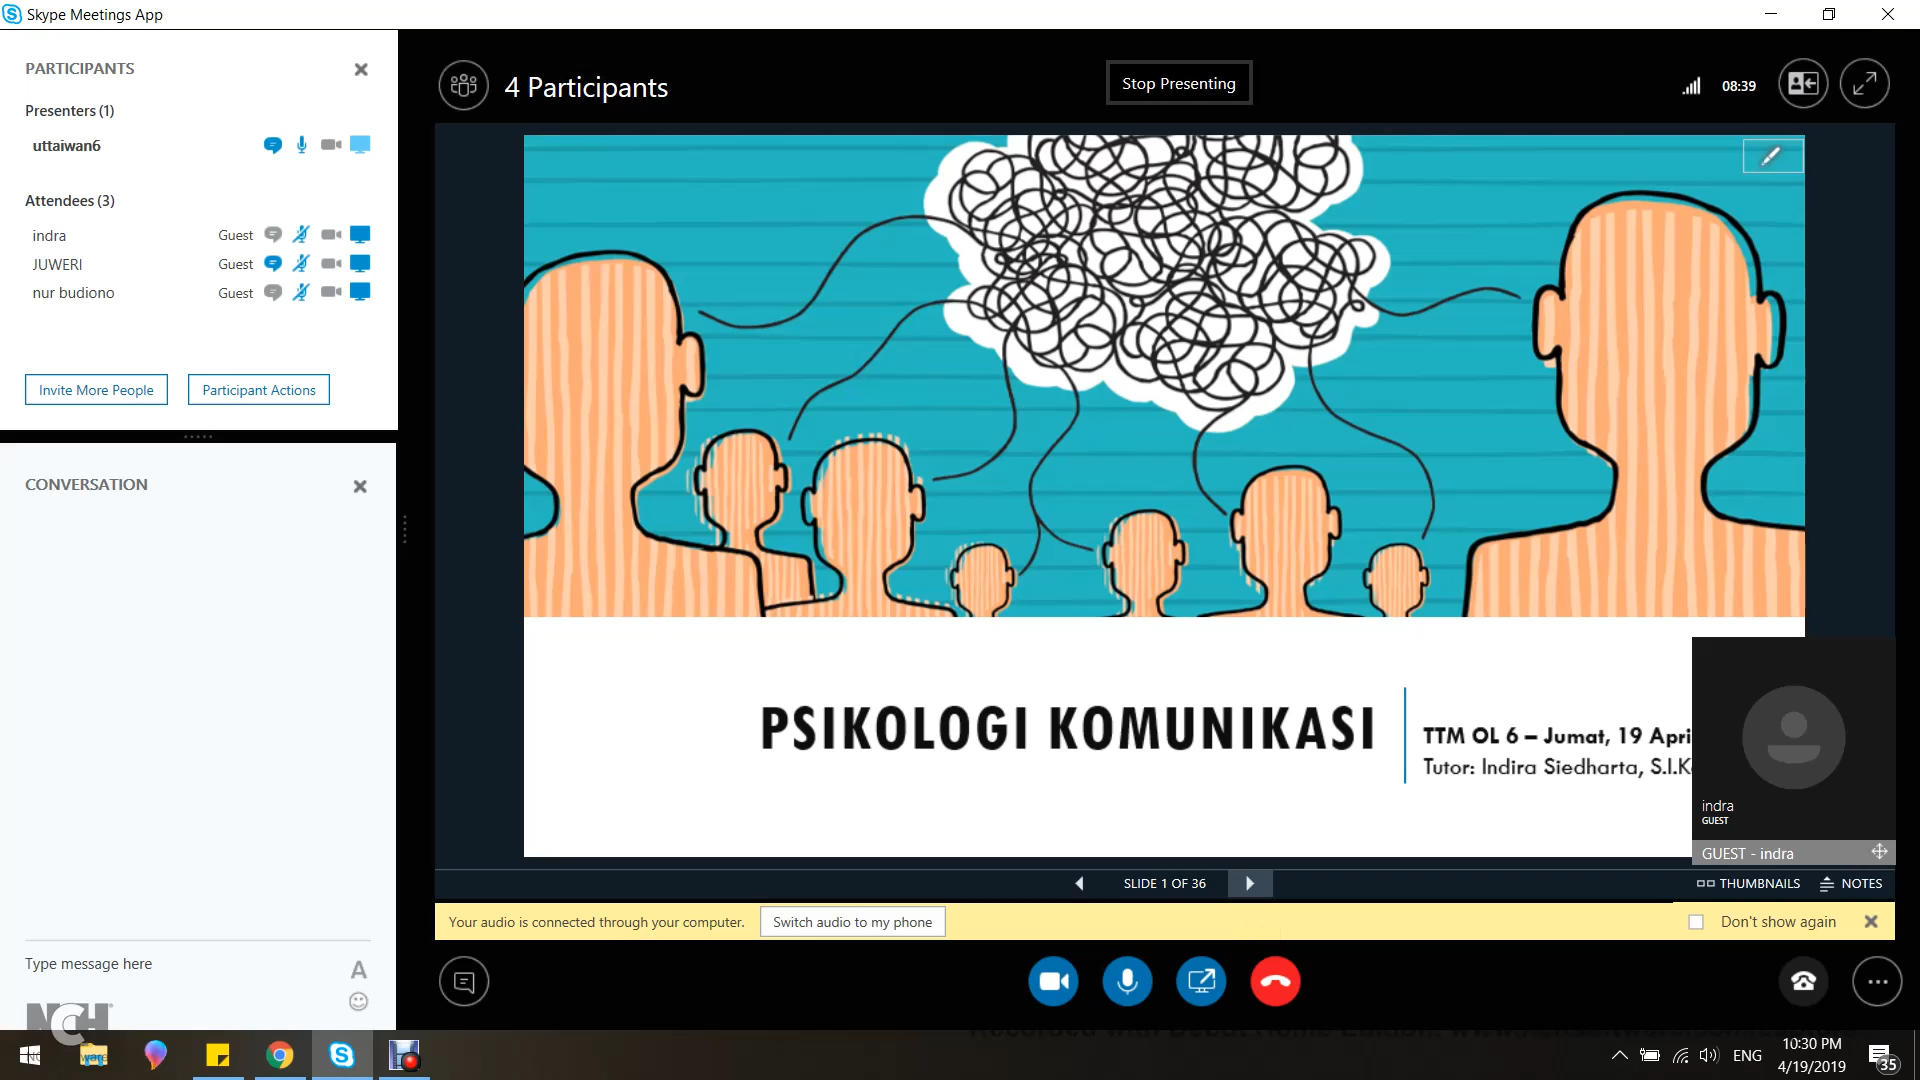 Skype Meetings App
PARTICIPANTS
Presenters (1)
uttaiwan6
Attendees (3)
indra Guest
JUWERI Guest
nur budiono Guest
Invite More People Participant Actions
CONVERSATION
Type message here
A
NCH
4 Participants
Stop Presenting
08:39
PSIKOLOGI KOMUNIKASI
TTM OL 6 – Jumat, 19 Apri
Tutor: Indira Siedharta, S.I.K
indra
GUEST
GUEST - indra
SLIDE 1 OF 36
THUMBNAILS NOTES
Your audio is connected through your computer. Switch audio to my phone
Don't show again
ENG
10:30 PM
4/19/2019
35